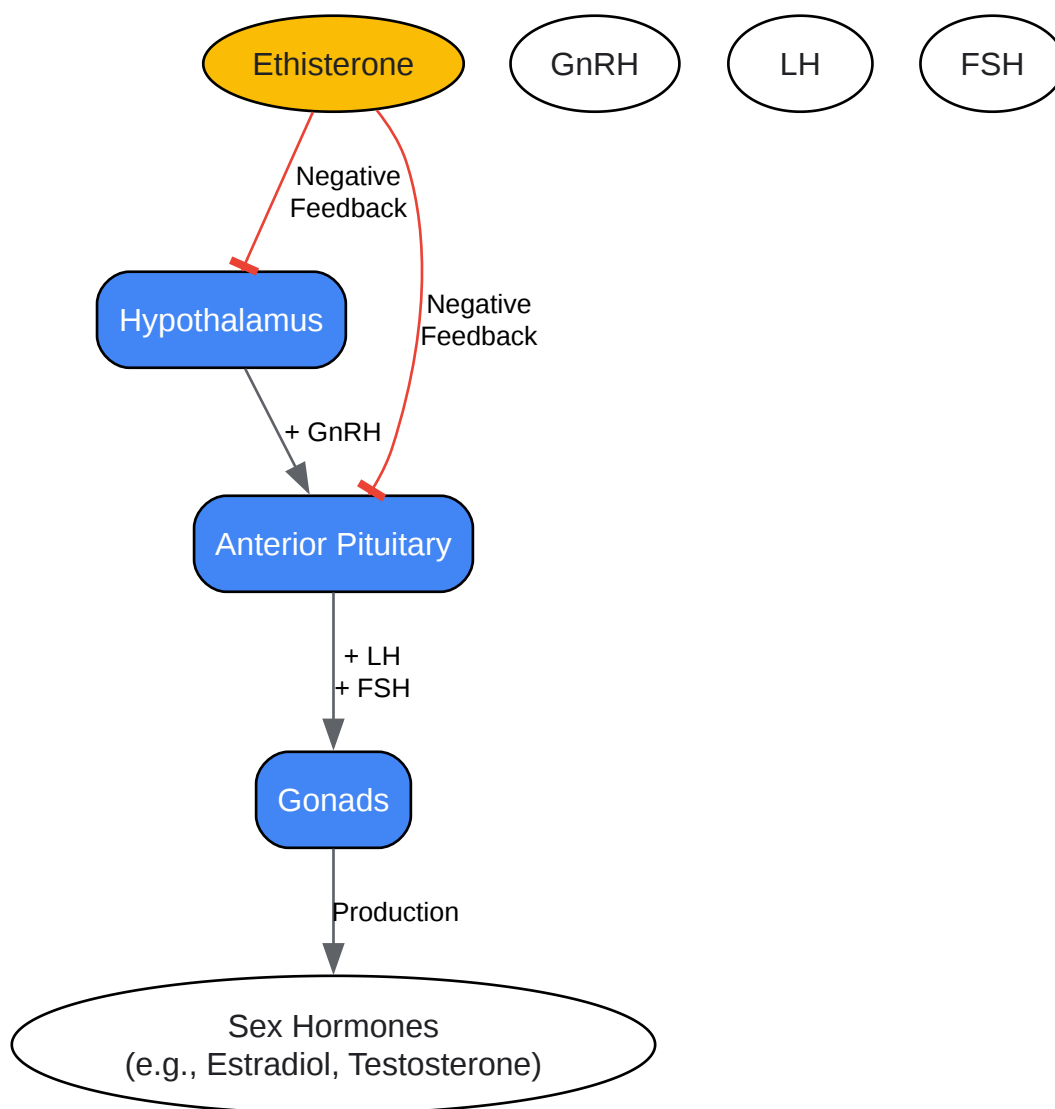 Ethisterone
GnRH
LH
FSH
Negative
Feedback
Negative
Feedback
Hypothalamus
+ GnRH
Anterior Pituitary
+ LH
+ FSH
Gonads
Production
Sex Hormones
(e.g., Estradiol, Testosterone)